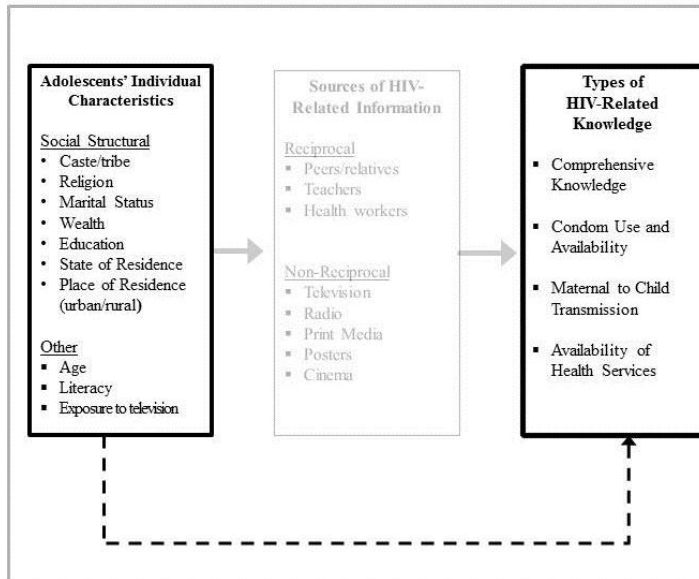 Adolescents' Individual
Characteristics
Social Structural
• Caste/tribe
• Religion
• Marital Status
• Wealth
• Education
• State of Residence
• Place of Residence
(urban/rural)
Other
▪ Age
▪ Literacy
▪ Exposure to television
Sources of HIV-
Related Information
Reciprocal
▪ Peers/relatives
▪ Teachers
▪ Health workers
Non-Reciprocal
▪ Television
▪ Radio
▪ Print Media
▪ Posters
▪ Cinema
Types of
HIV-Related
Knowledge
▪ Comprehensive
Knowledge
▪ Condom Use and
Availability
▪ Maternal to Child
Transmission
▪ Availability of
Health Services